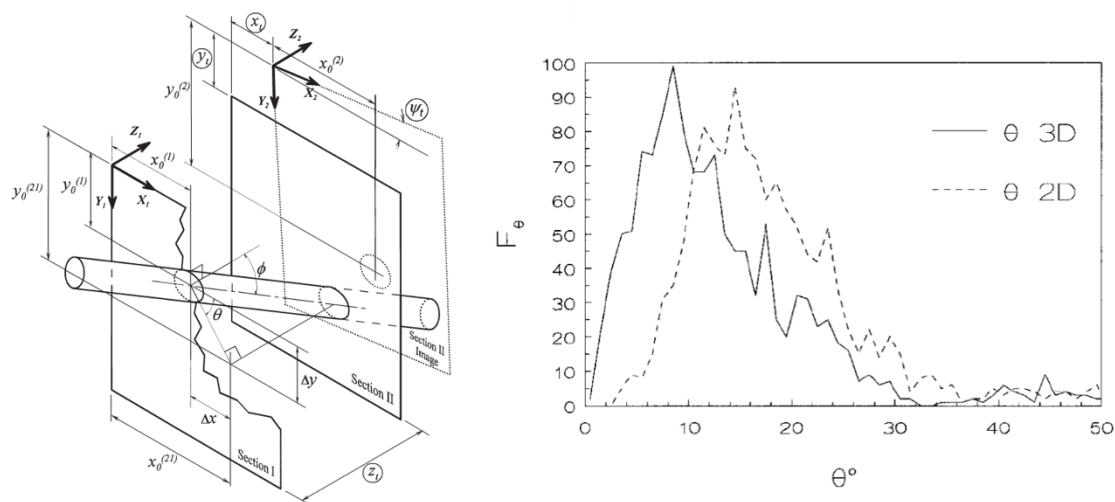 x_t
Z_2
x_0^(2)
y_t
y_0^(2)
X_2
Y_2
ψ_t
Z_1
x_0^(1)
y_0^(21)
y_0^(1)
Y_1
X_1
ϕ
θ
Section II
Image
Section II
Δy
Δx
Section I
x_0^(21)
z_t
100
90
80
70
60
50
40
30
20
10
0
F_θ
θ 3D
θ 2D
0
10
20
30
40
50
θ°